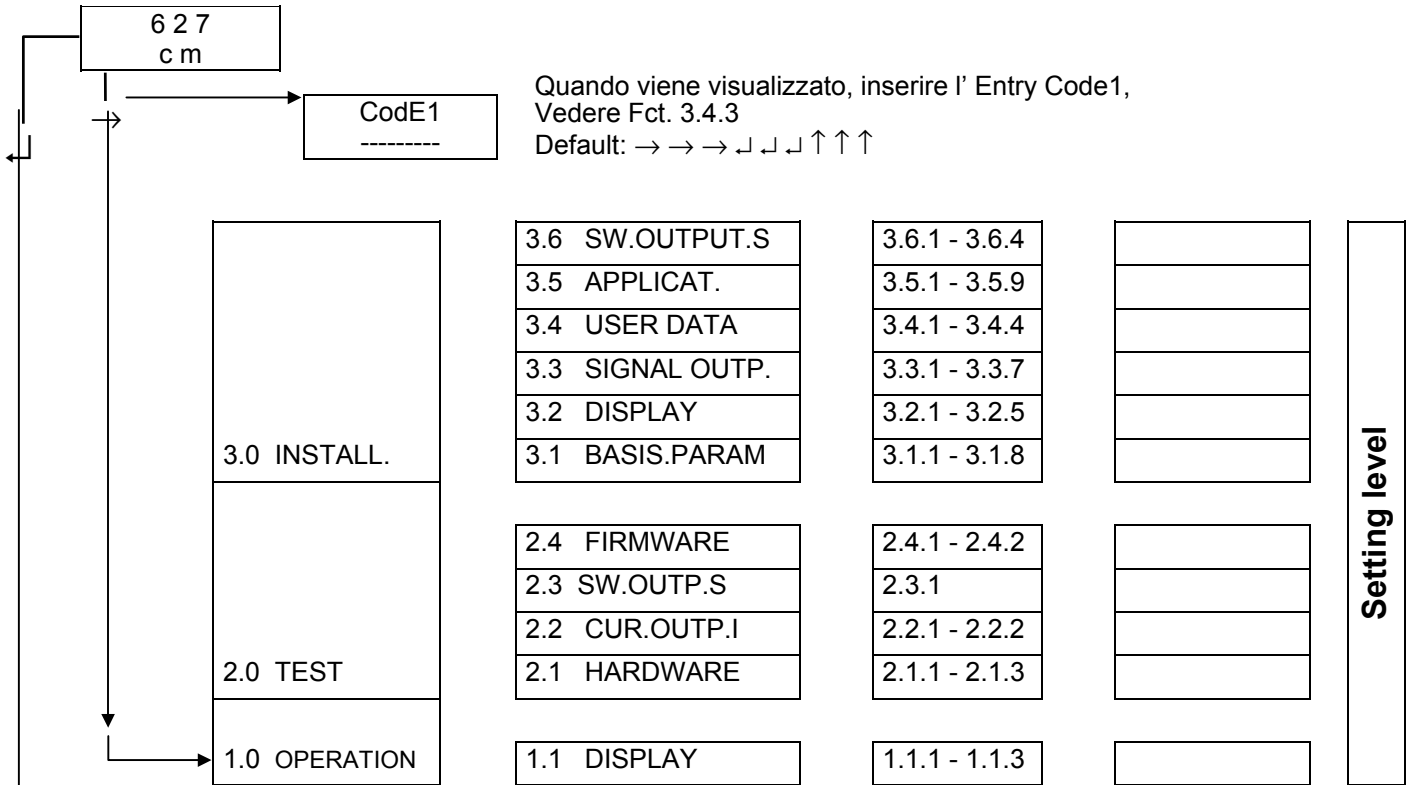 6 2 7
c m
CodE1
---------
Quando viene visualizzato, inserire l’ Entry Code1,
Vedere Fct. 3.4.3
Default: → → → ↵ ↵ ↵ ↑ ↑ ↑
3.6 SW.OUTPUT.S 3.6.1 - 3.6.4
3.5 APPLICAT. 3.5.1 - 3.5.9
3.4 USER DATA 3.4.1 - 3.4.4
3.3 SIGNAL OUTP. 3.3.1 - 3.3.7
3.2 DISPLAY 3.2.1 - 3.2.5
3.0 INSTALL. 3.1 BASIS.PARAM 3.1.1 - 3.1.8
2.4 FIRMWARE 2.4.1 - 2.4.2
2.3 SW.OUTP.S 2.3.1
2.2 CUR.OUTP.I 2.2.1 - 2.2.2
2.0 TEST 2.1 HARDWARE 2.1.1 - 2.1.3
1.0 OPERATION 1.1 DISPLAY 1.1.1 - 1.1.3
Setting level